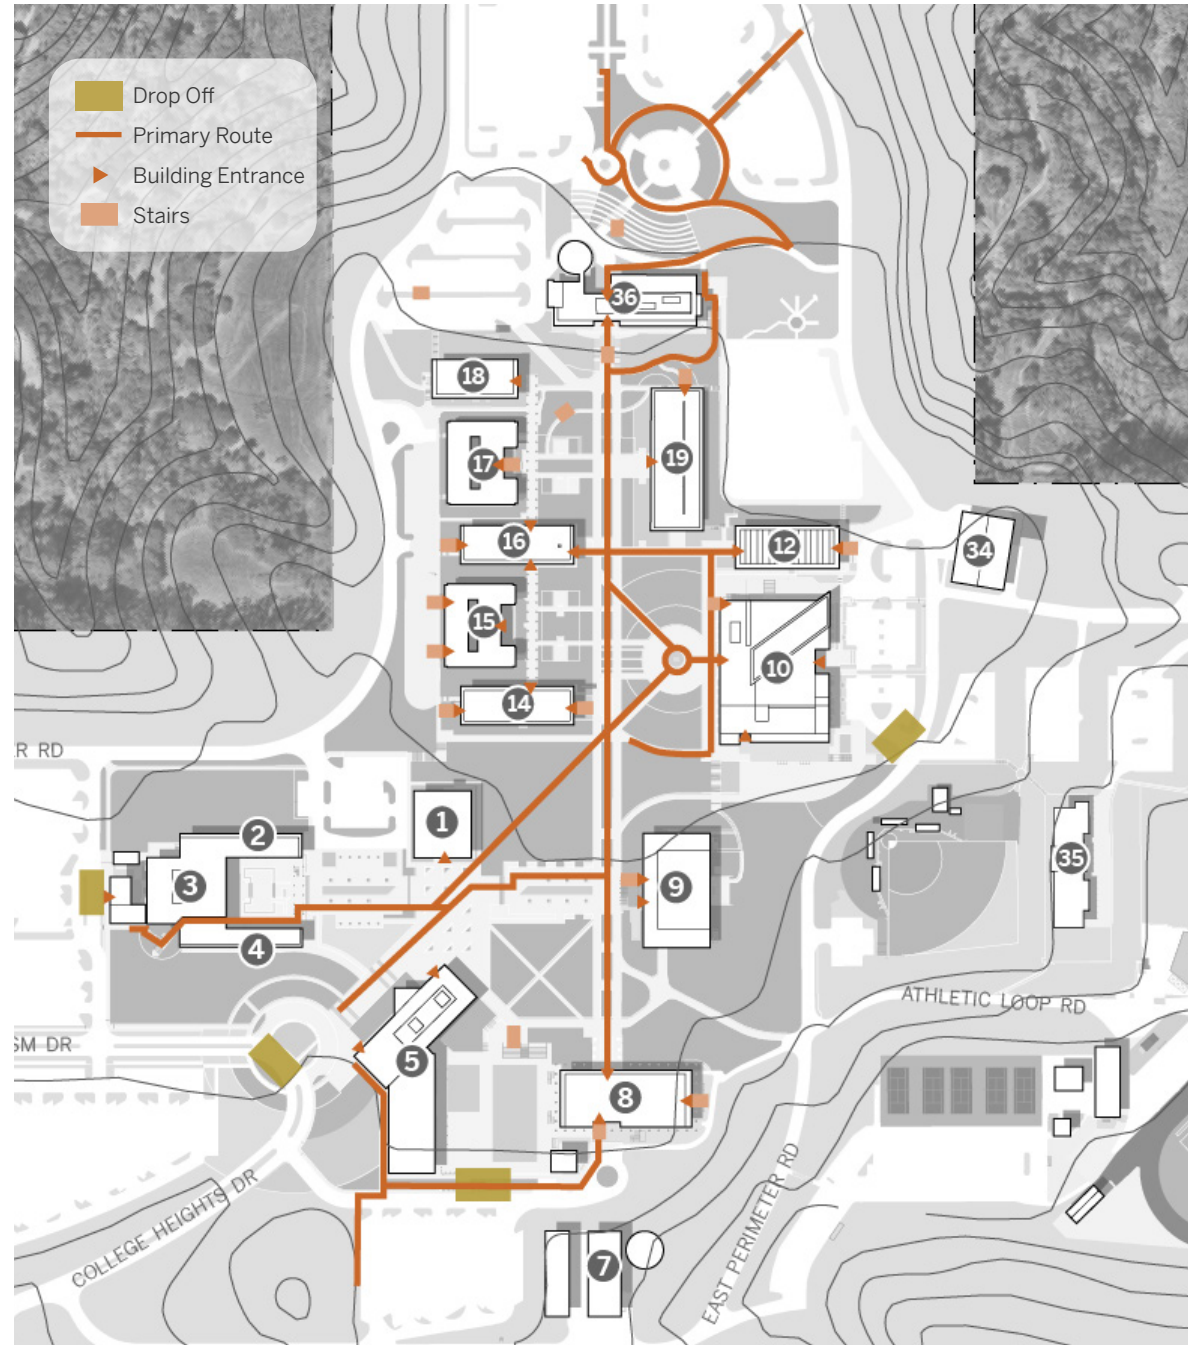 Drop Off
Primary Route
Building Entrance
Stairs
36
18
17
19
16
12
34
15
10
14
R RD
1
2
35
3
9
4
ATHLETIC LOOP RD
SM DR
5
8
COLLEGE HEIGHTS DR
EAST PERIMETER RD
7